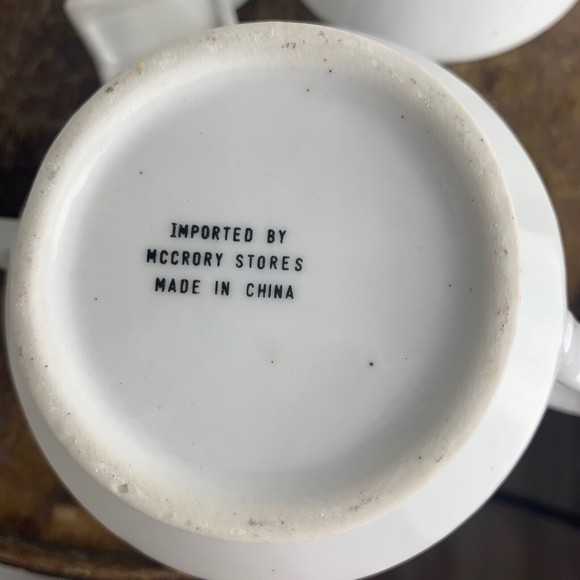 IMPORTED BY
MCCRORY STORES
MADE IN CHINA